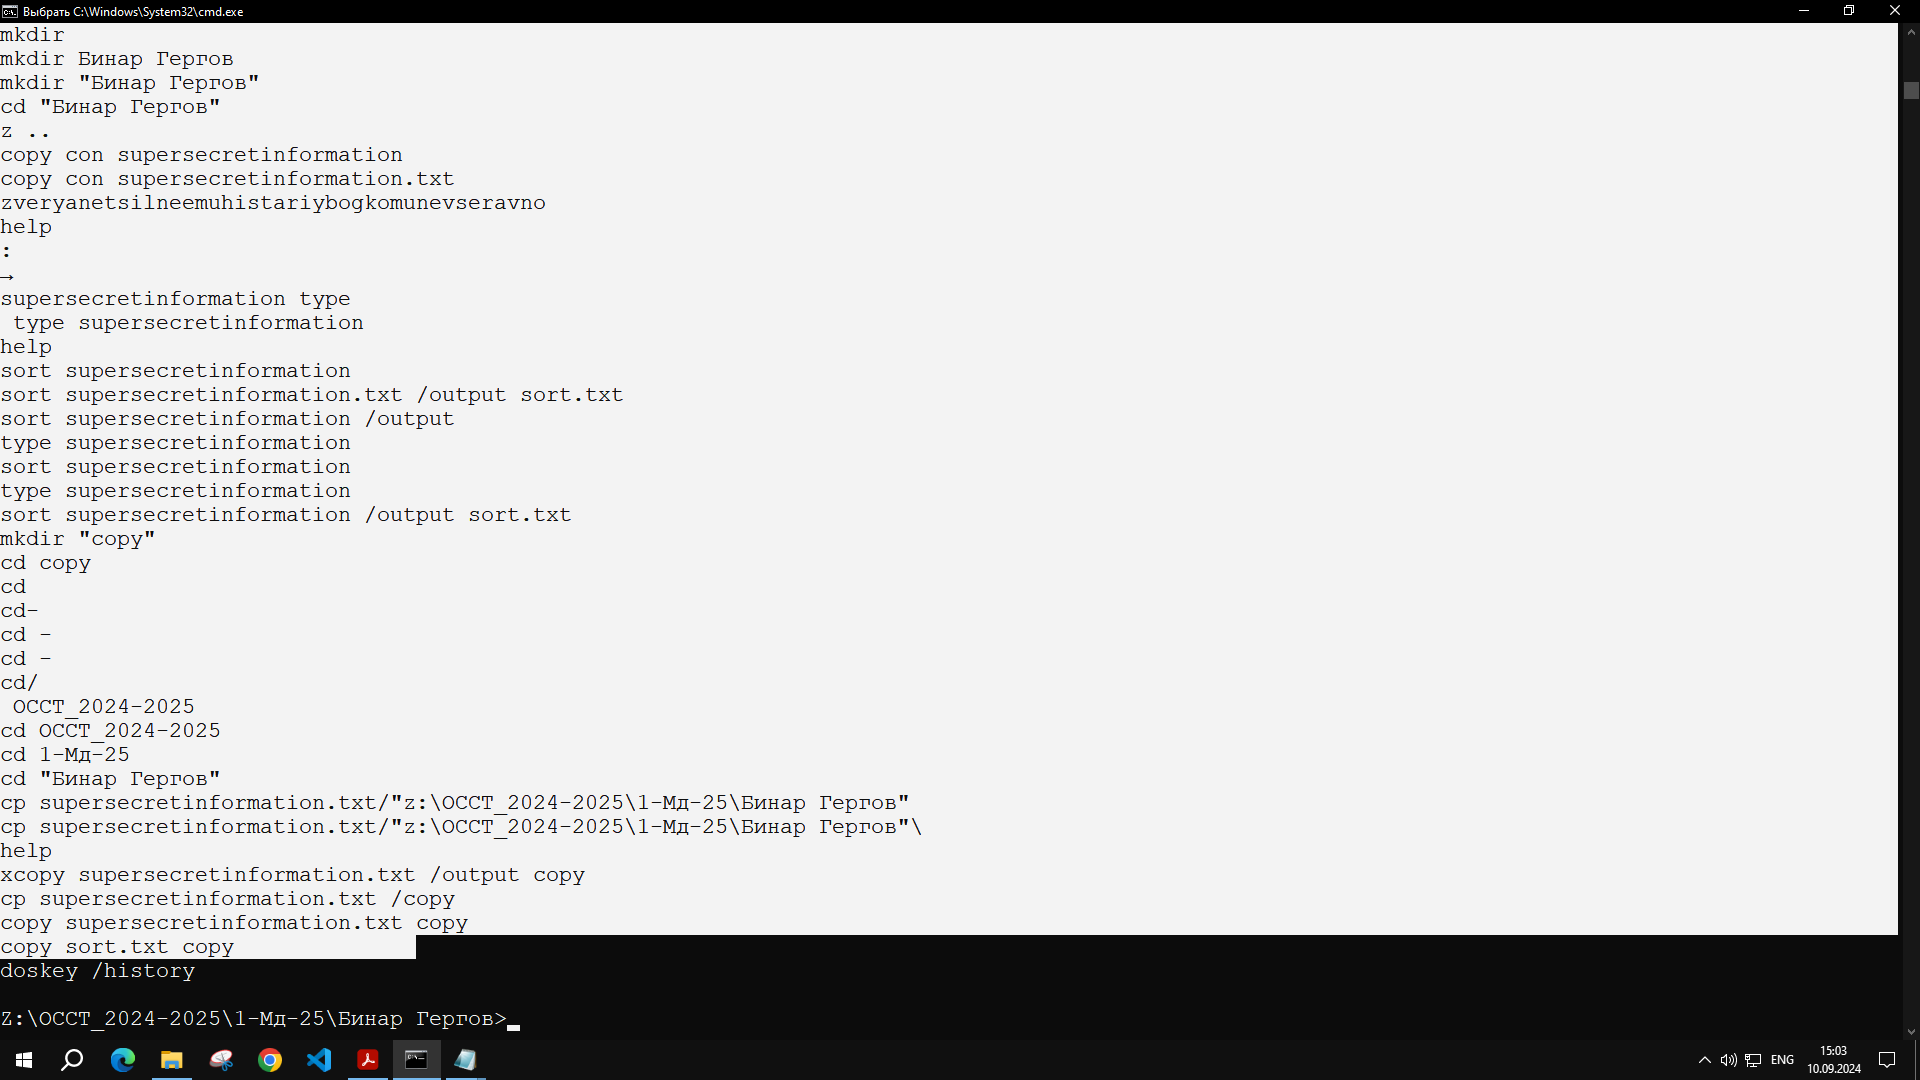 Выбрать C:\Windows\System32\cmd.exe
mkdir
mkdir Бинар Гергов
mkdir "Бинар Гергов"
cd "Бинар Гергов"
z ..
copy con supersecretinformation
copy con supersecretinformation.txt
zveryanetsilneemuhistariybogkomunevseravno
help
:
→
supersecretinformation type
 type supersecretinformation
help
sort supersecretinformation
sort supersecretinformation.txt /output sort.txt
sort supersecretinformation /output
type supersecretinformation
sort supersecretinformation
type supersecretinformation
sort supersecretinformation /output sort.txt
mkdir "copy"
cd copy
cd
cd-
cd -
cd -
cd/
 ОССТ_2024-2025
cd ОССТ_2024-2025
cd 1-Мд-25
cd "Бинар Гергов"
cp supersecretinformation.txt/"z:\ОССТ_2024-2025\1-Мд-25\Бинар Гергов"
cp supersecretinformation.txt/"z:\ОССТ_2024-2025\1-Мд-25\Бинар Гергов"\
help
xcopy supersecretinformation.txt /output copy
cp supersecretinformation.txt /copy
copy supersecretinformation.txt copy
copy sort.txt copy
doskey /history
Z:\ОССТ_2024-2025\1-Мд-25\Бинар Гергов>
ENG
15:03
10.09.2024